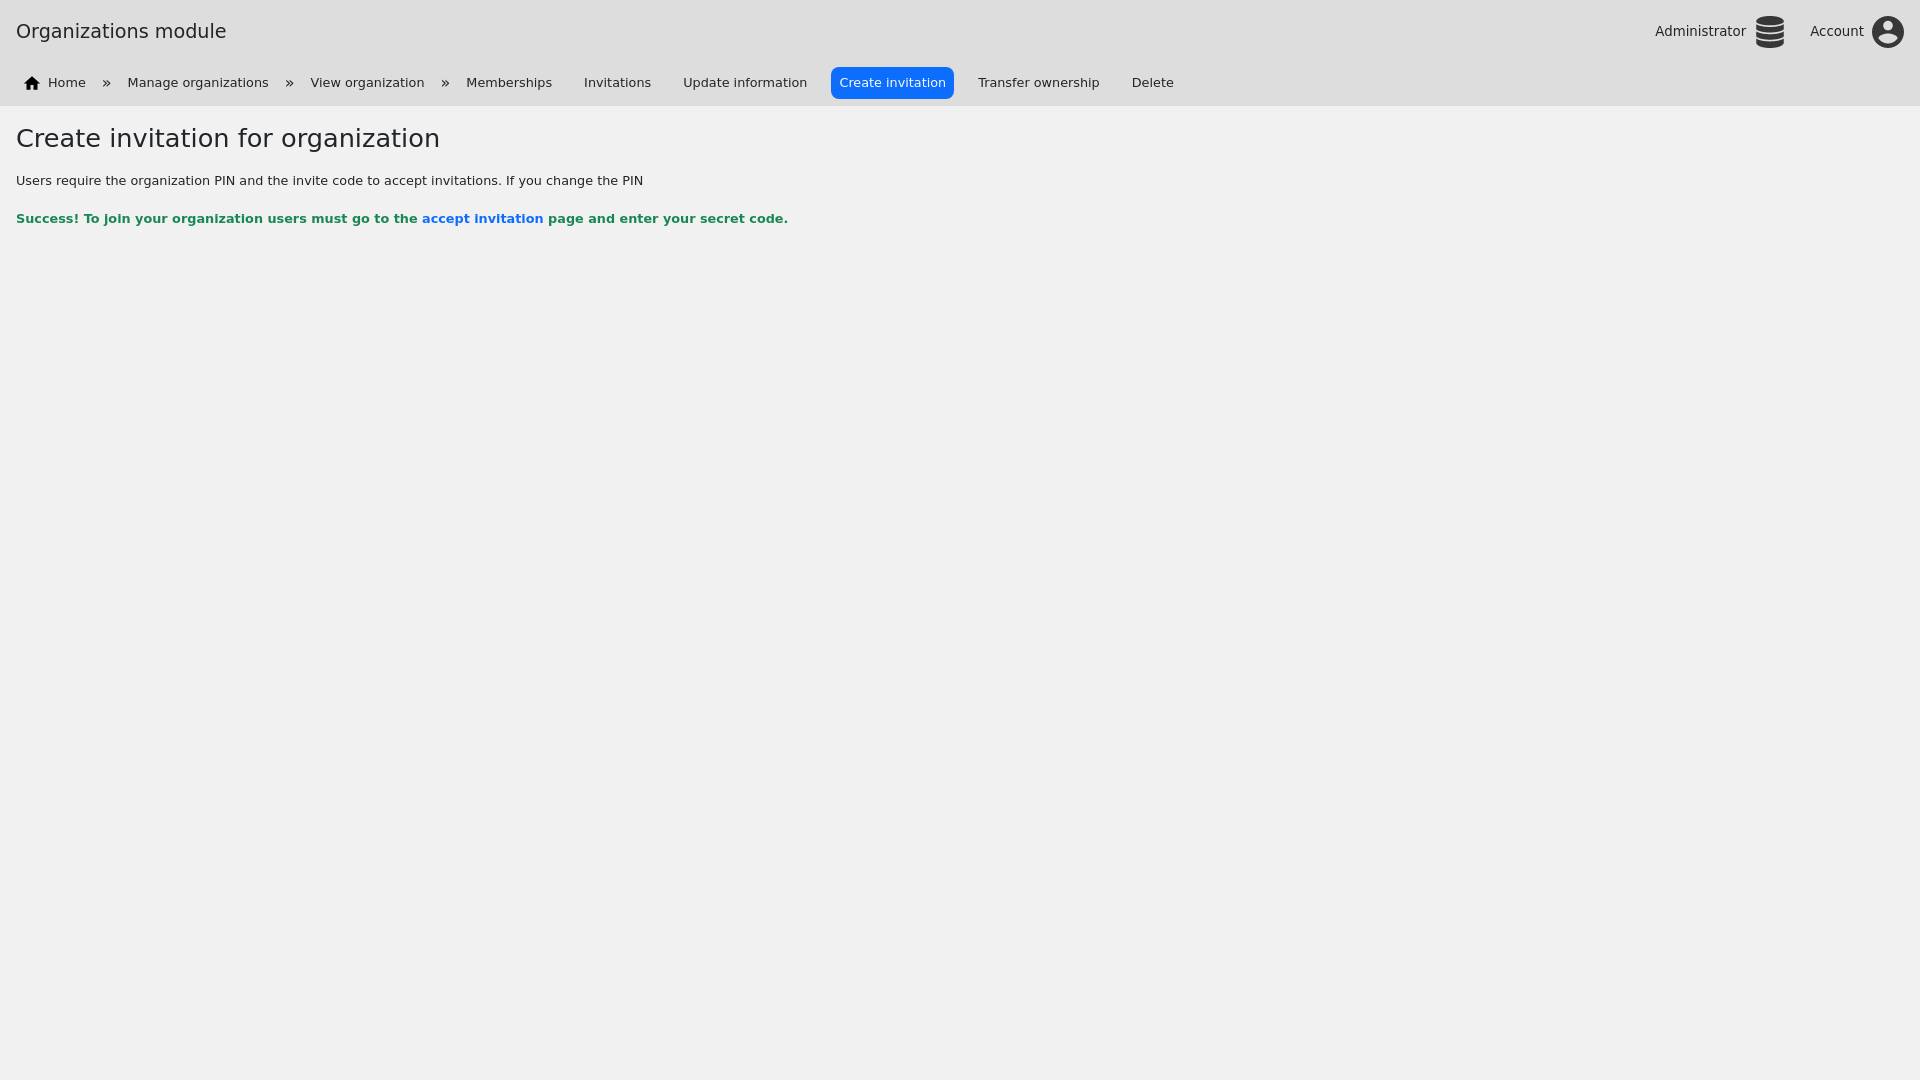 Organizations module
Administrator
Account
Home » Manage organizations » View organization » Memberships Invitations Update information Create invitation Transfer ownership Delete
Create invitation for organization
Users require the organization PIN and the invite code to accept invitations. If you change the PIN
Success! To join your organization users must go to the accept invitation page and enter your secret code.